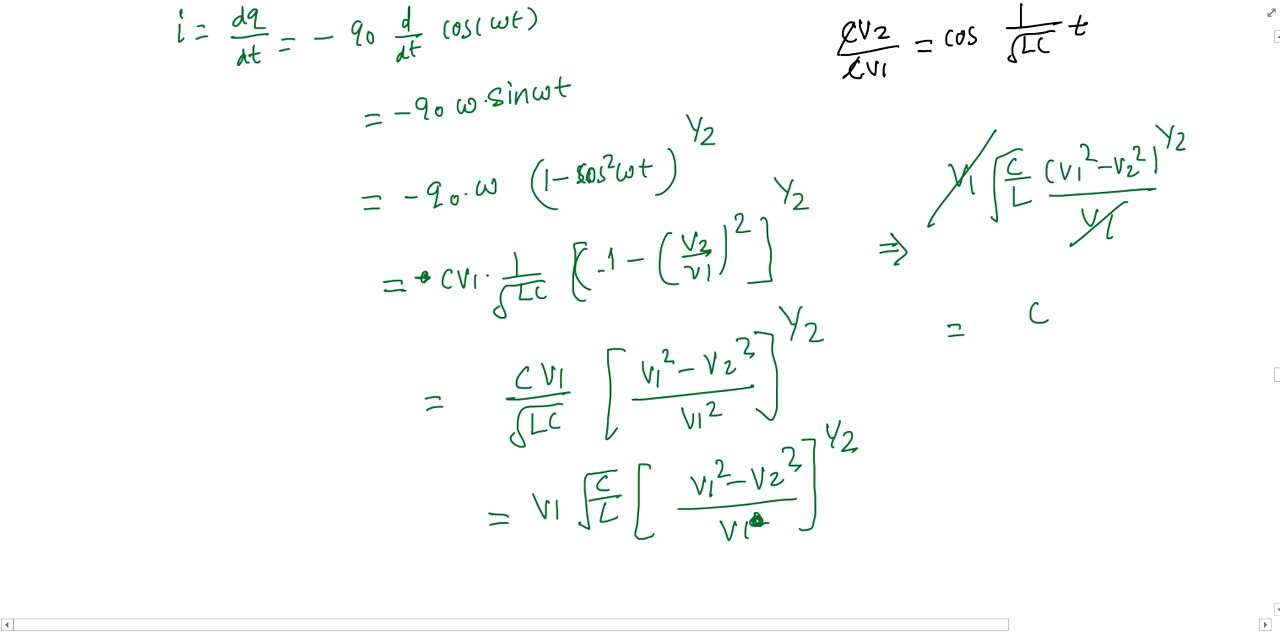 i = dq/dt = - q0 d/dt cos(ωt)
= -q0 ω·sinωt
= -q0·ω (1-cos²ωt)^1/2
= CV1· 1/√LC [1-(V2/V1)²]^1/2
= CV1/√LC [V1²-V2²/V1²]^1/2
= V1 √C/L [V1²-V2²/V1]^1/2
CV2/CV1 = cos 1/√LC t
⇒ V1 √C/L (V1²-V2²)^1/2/V1
= C